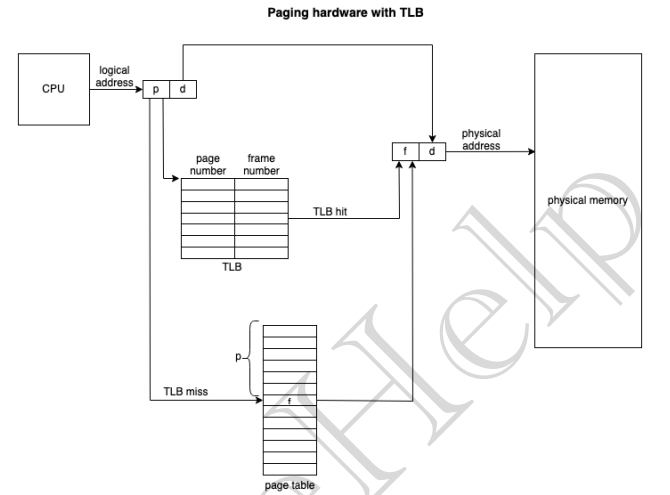 Paging hardware with TLB
logical
address
CPU
p d
physical
address
f d
page
number
frame
number
physical memory
TLB hit
TLB
p
TLB miss
f
page table
Help